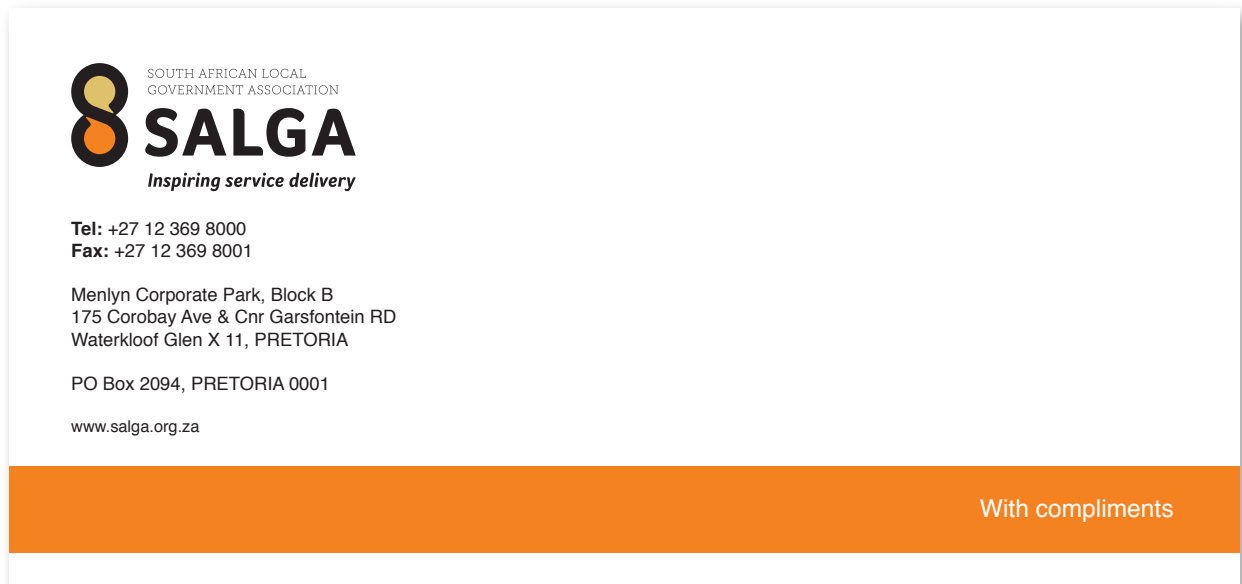 SOUTH AFRICAN LOCAL
GOVERNMENT ASSOCIATION
SALGA
Inspiring service delivery
Tel: +27 12 369 8000
Fax: +27 12 369 8001
Menlyn Corporate Park, Block B
175 Corobay Ave & Cnr Garsfontein RD
Waterkloof Glen X 11, PRETORIA
PO Box 2094, PRETORIA 0001
www.salga.org.za
With compliments